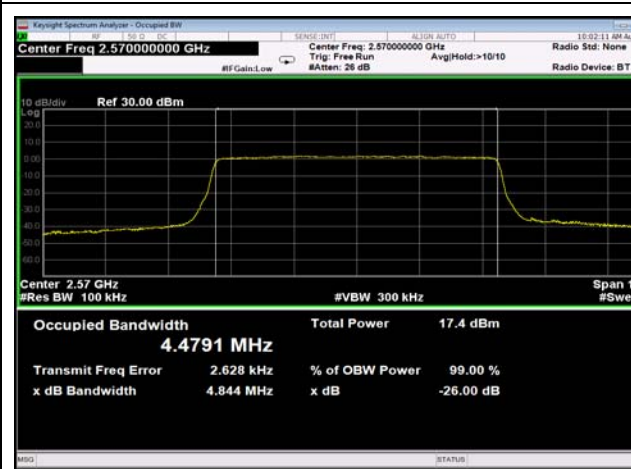 Keysight Spectrum Analyzer - Occupied BW
RF 50 Ω DC SENSE:INT ALIGN AUTO 10:02:11 AM
Center Freq 2.570000000 GHz Center Freq: 2.570000000 GHz Radio Std: None
Trig: Free Run Avg|Hold:>10/10
#IFGain:Low #Atten: 26 dB Radio Device: BT
10 dB/div Ref 30.00 dBm
Log
20.0
10.0
0.00
10.0
20.0
30.0
40.0
50.0
60.0
Center 2.57 GHz Span 1
#Res BW 100 kHz #VBW 300 kHz #Swe
Occupied Bandwidth Total Power 17.4 dBm
4.4791 MHz
Transmit Freq Error 2.628 kHz % of OBW Power 99.00 %
x dB Bandwidth 4.844 MHz x dB -26.00 dB
MSG STATUS